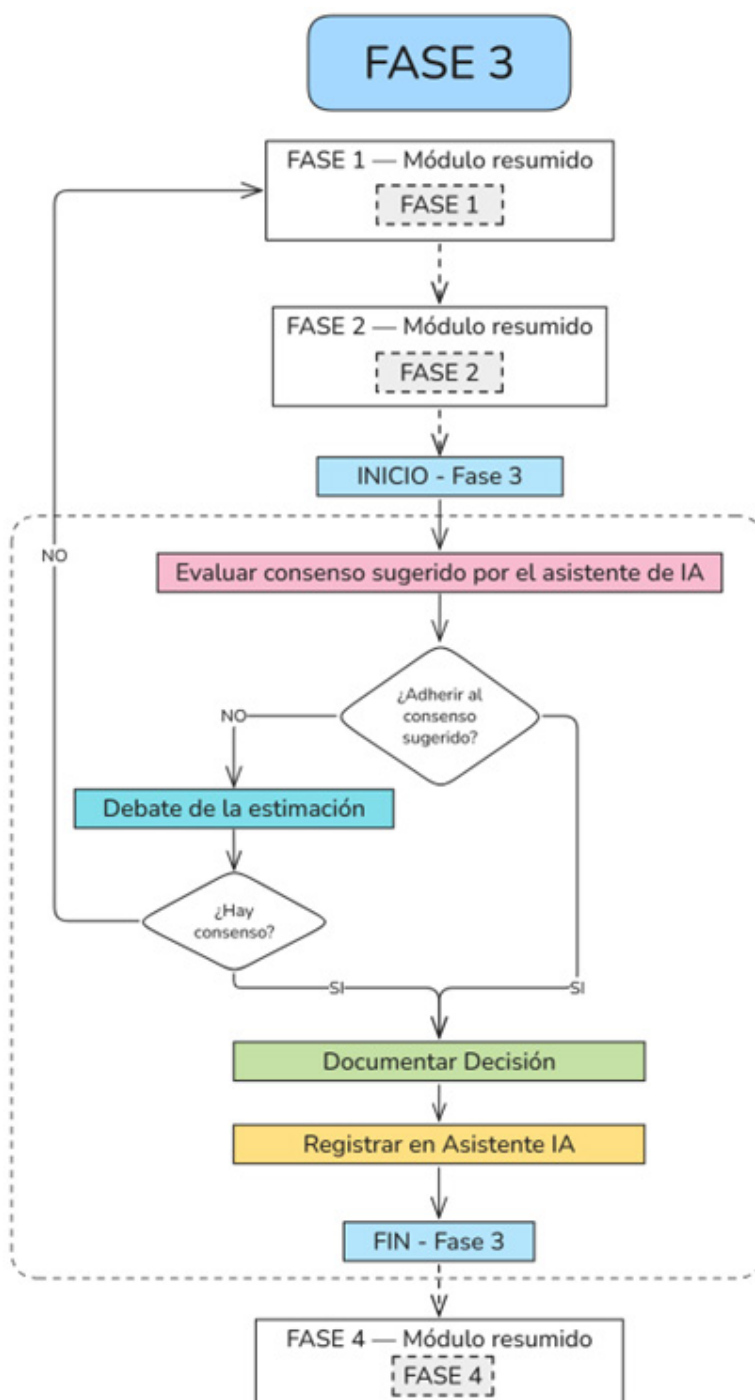 FASE 3
FASE 1 — Módulo resumido
FASE 1
FASE 2 — Módulo resumido
FASE 2
INICIO - Fase 3
NO
Evaluar consenso sugerido por el asistente de IA
¿Adherir al
consenso
sugerido?
NO
Debate de la estimación
¿Hay
consenso?
SI
SI
Documentar Decisión
Registrar en Asistente IA
FIN - Fase 3
FASE 4 — Módulo resumido
FASE 4